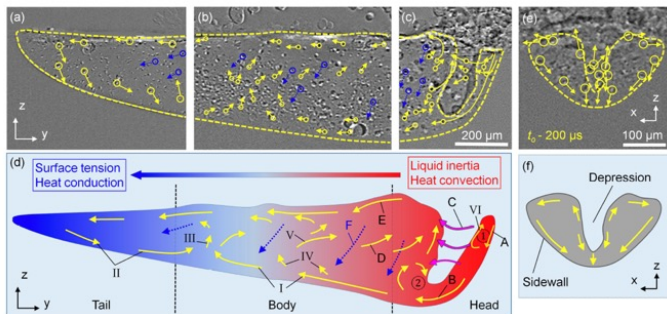 (a)
(b)
(c)
(e)
z
y
200 μm
t₀ - 200 μs
z
x
100 μm
(d)
Surface tension
Heat conduction
Liquid inertia
Heat convection
(f)
Depression
Sidewall
z
x
E
C
VI
1
A
F
III
V
D
II
IV
2
B
I
z
y
Tail
Body
Head